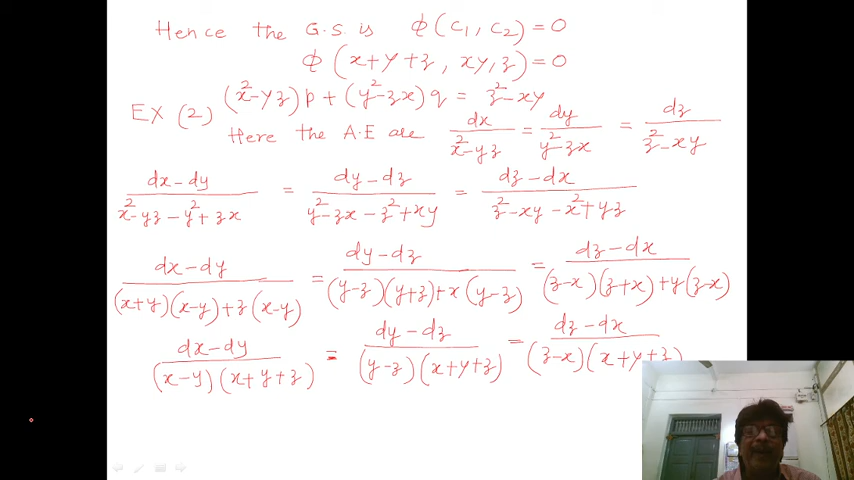 Hence the G.S. is ϕ(c₁, c₂) = 0
ϕ(x+y+z, xyz) = 0
EX (2) (x²-yz)p + (y²-zx)q = z²-xy
Here the A.E are dx/(x²-yz) = dy/(y²-zx) = dz/(z²-xy)
(dx-dy)/(x²-yz-y²+zx) = (dy-dz)/(y²-zx-z²+xy) = (dz-dx)/(z²-xy-x²+yz)
(dx-dy)/((x+y)(x-y)+z(x-y)) = (dy-dz)/((y-z)(y+z)+x(y-z)) = (dz-dx)/((z-x)(z+x)+y(z-x))
(dx-dy)/((x-y)(x+y+z)) = (dy-dz)/((y-z)(x+y+z)) = (dz-dx)/((z-x)(x+y+z))